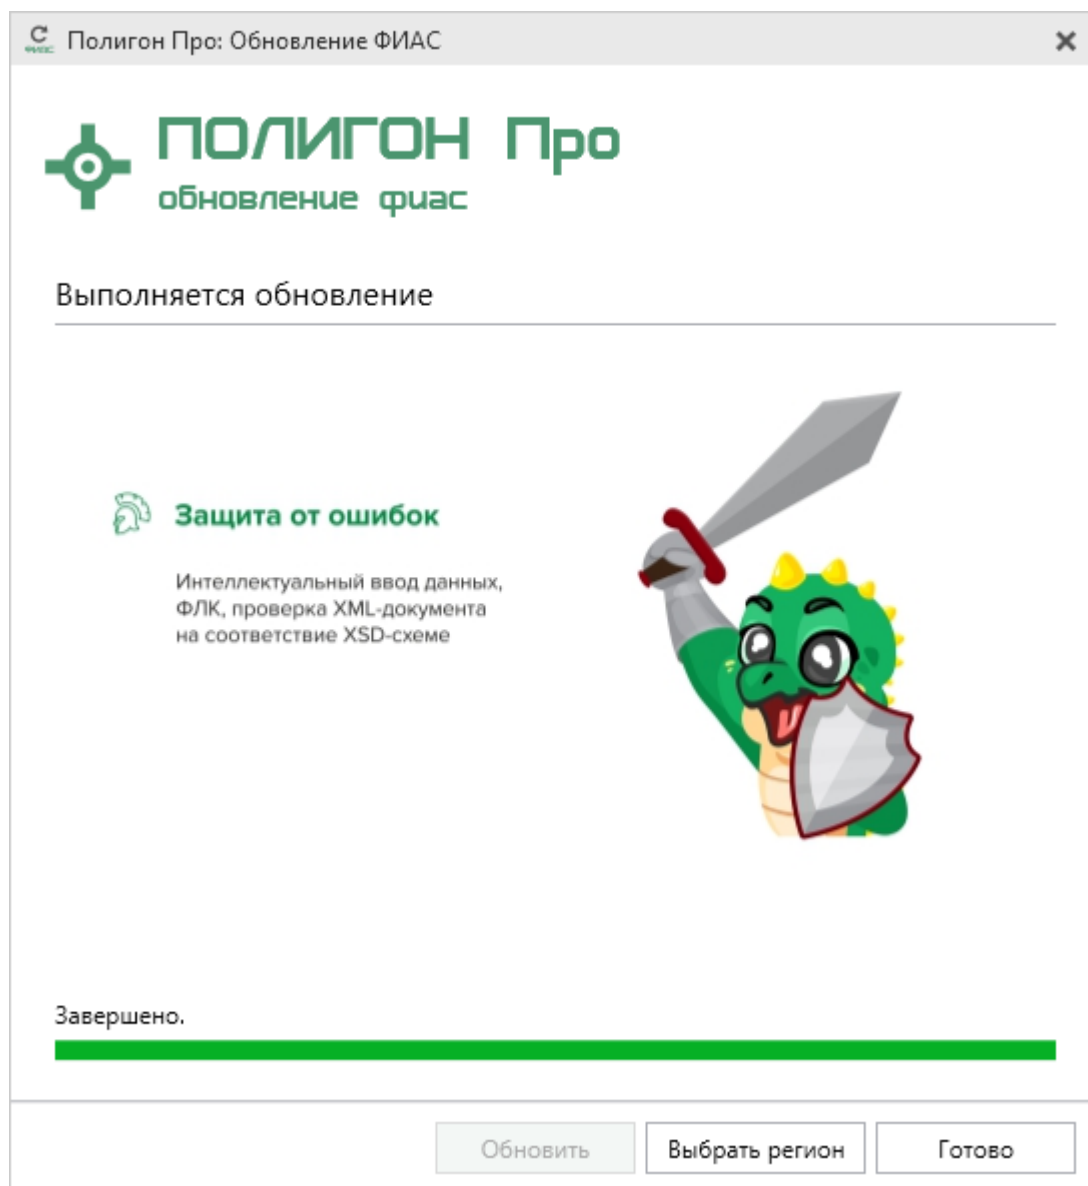 ФИАС
Полигон Про: Обновление ФИАС
ПОЛИГОН Про
обновление фиас
Выполняется обновление
Защита от ошибок
Интеллектуальный ввод данных,
ФЛК, проверка XML-документа
на соответствие XSD-схеме
Завершено.
Обновить
Выбрать регион
Готово